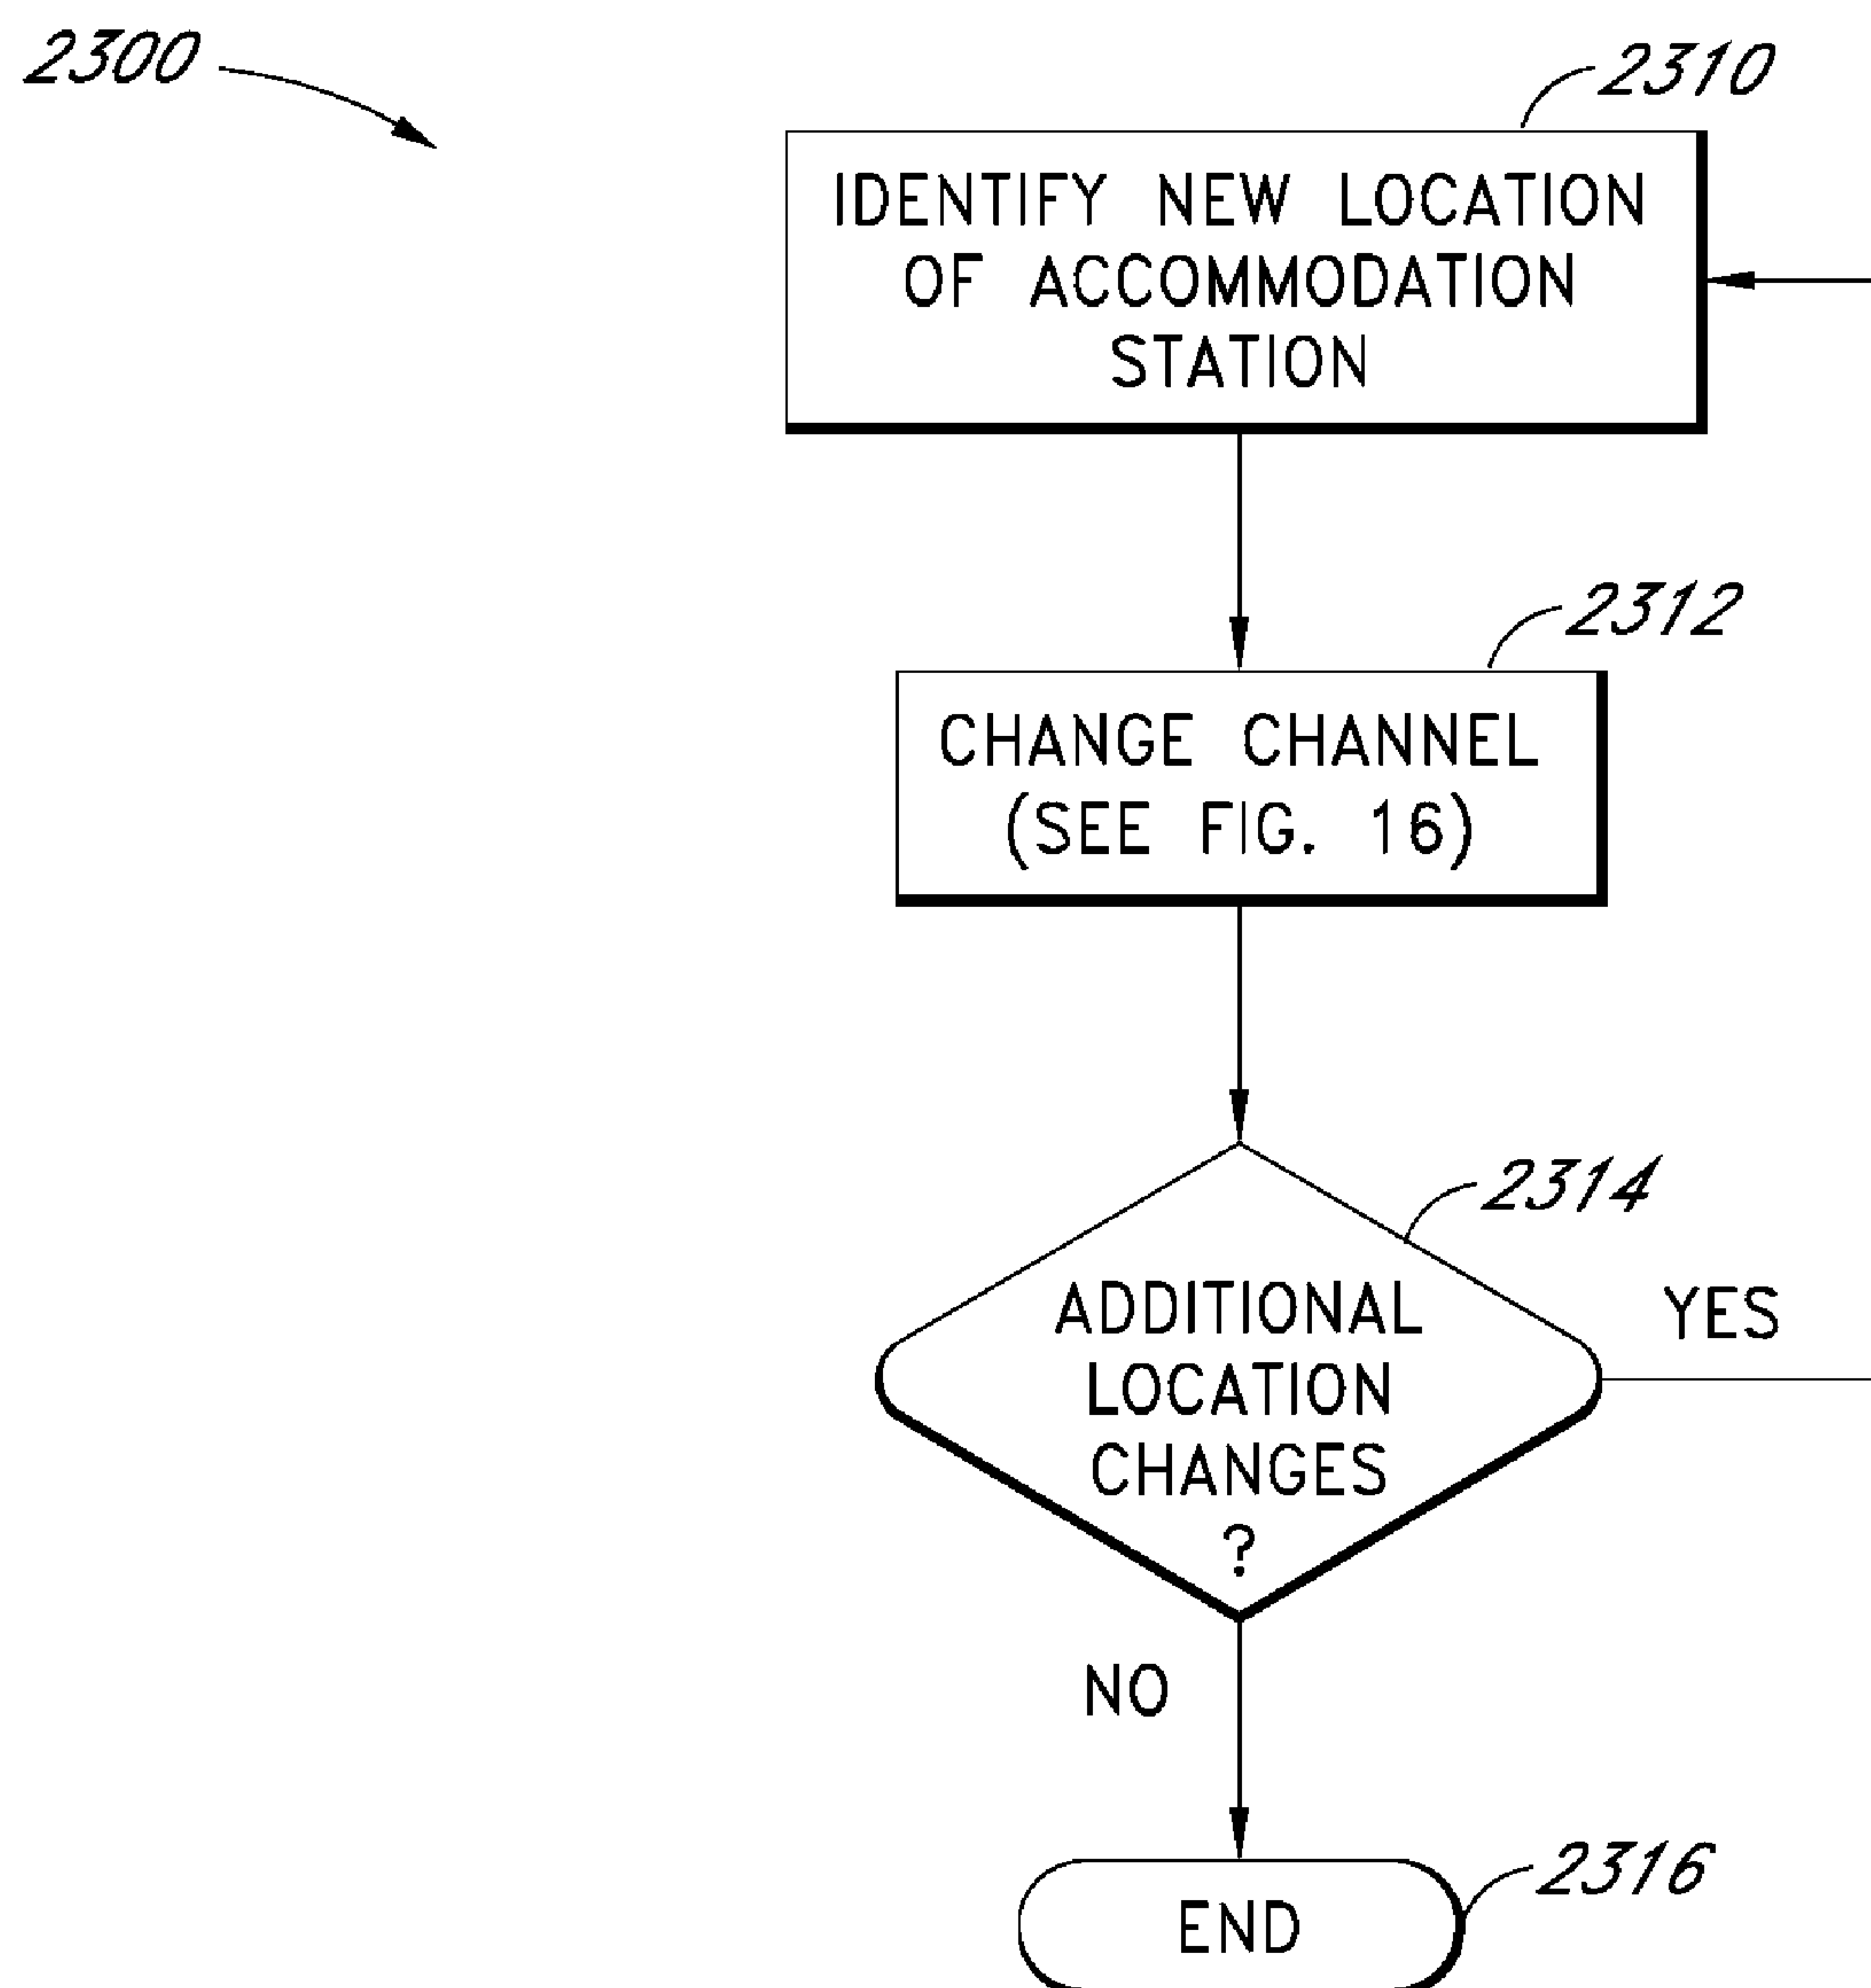 2300
2310
IDENTIFY NEW LOCATION
OF ACCOMMODATION
STATION
2312
CHANGE CHANNEL
(SEE FIG. 16)
2314
ADDITIONAL
LOCATION
CHANGES
?
YES
NO
2316
END